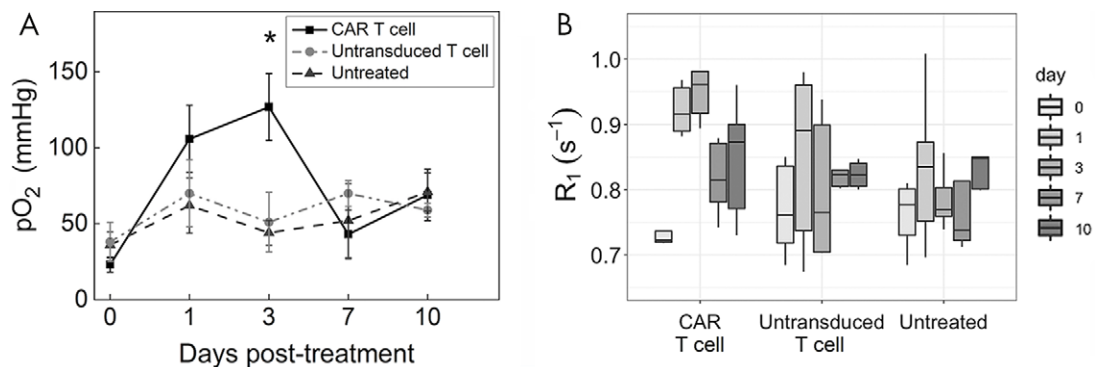 A
CAR T cell
Untransduced T cell
Untreated
*
pO2 (mmHg)
150
100
50
0
0 1 3 7 10
Days post-treatment
B
R1 (s−1)
1.0
0.9
0.8
0.7
CAR
T cell
Untransduced
T cell
Untreated
day
0
1
3
7
10